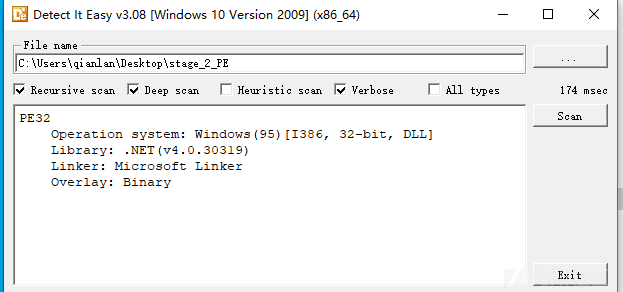 Detect It Easy v3.08 [Windows 10 Version 2009] (x86_64)
File name
C:\Users\qianlan\Desktop\stage_2_PE
...
Recursive scan Deep scan Heuristic scan Verbose All types 174 msec
Scan
PE32
Operation system: Windows(95)[I386, 32-bit, DLL]
Library: .NET(v4.0.30319)
Linker: Microsoft Linker
Overlay: Binary
Exit